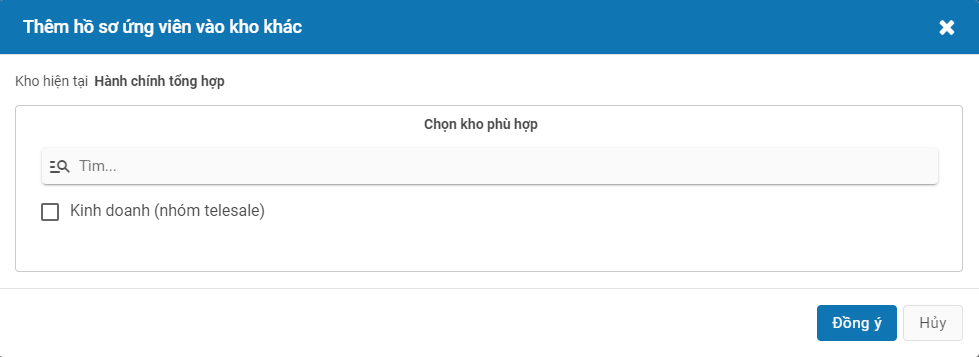 Thêm hồ sơ ứng viên vào kho khác
Kho hiện tại Hành chính tổng hợp
Chọn kho phù hợp
Tìm...
Kinh doanh (nhóm telesale)
Đồng ý Hủy